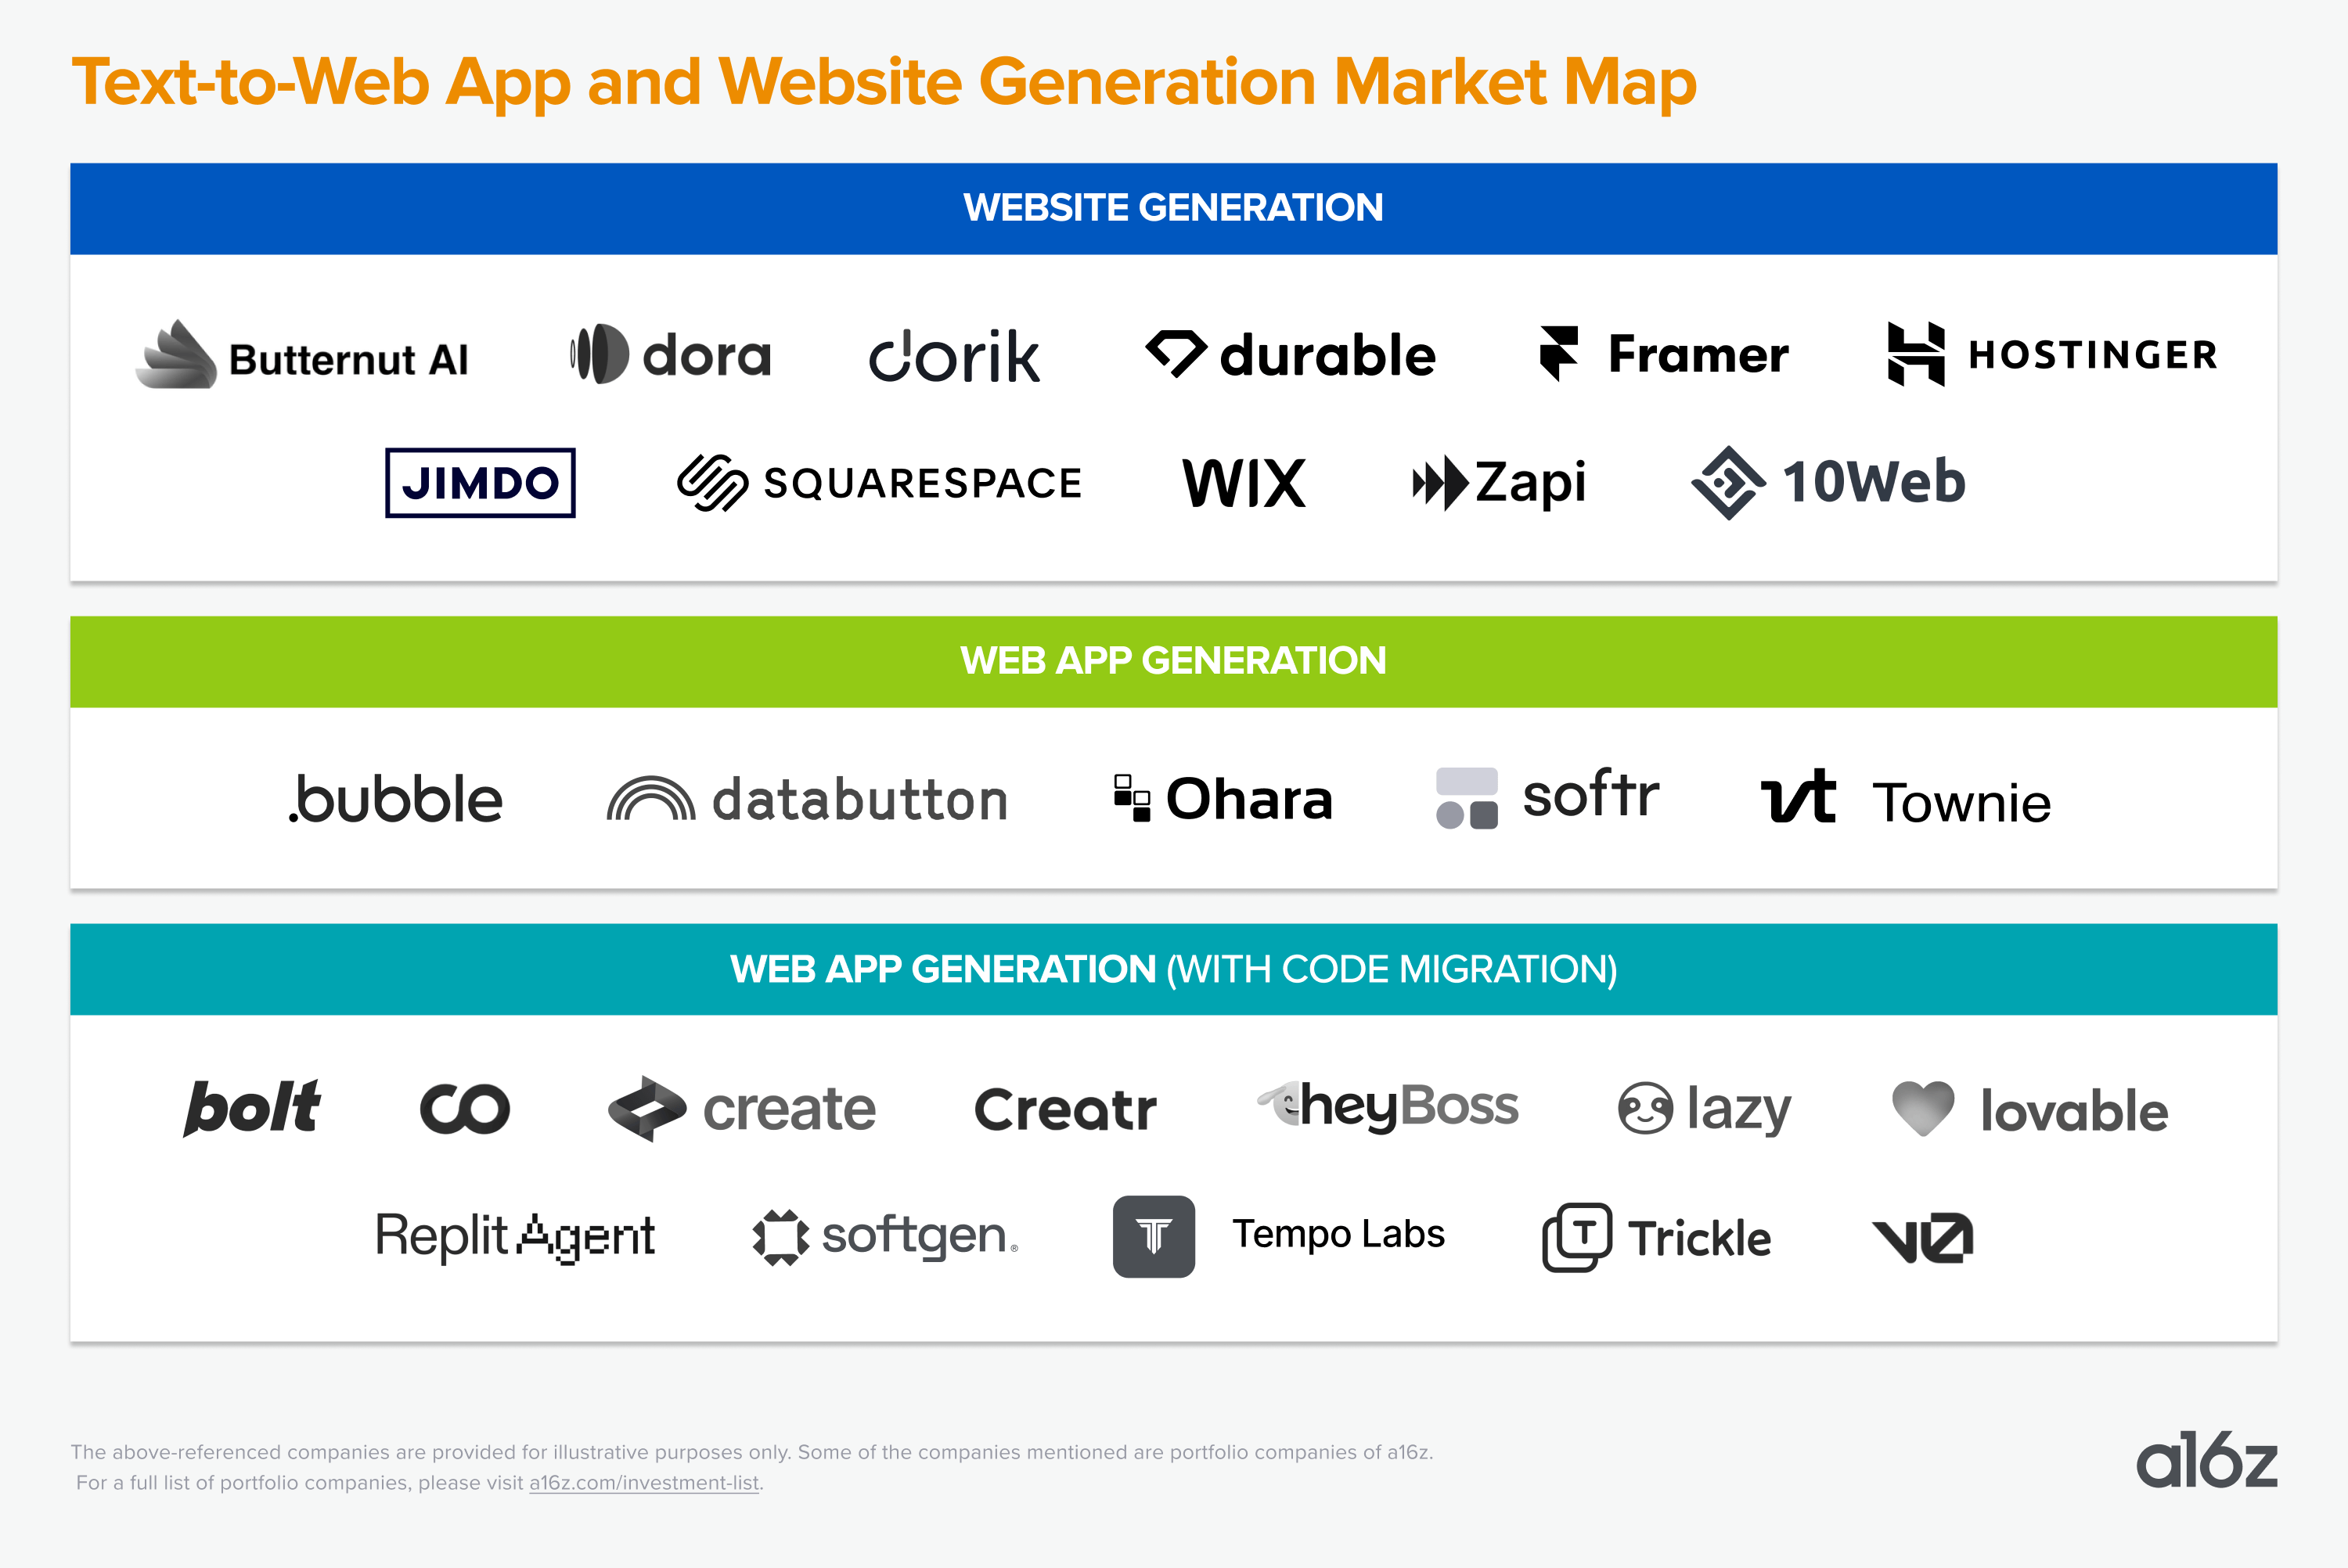 Text-to-Web App and Website Generation Market Map
WEBSITE GENERATION
Butternut AI dora dorik durable Framer HOSTINGER
JIMDO SQUARESPACE WIX Zapi 10Web
WEB APP GENERATION
.bubble databutton Ohara softr vt Townie
WEB APP GENERATION (WITH CODE MIGRATION)
bolt co create Creatr heyBoss lazy lovable
Replit Agent softgen® T Tempo Labs T Trickle v0
The above-referenced companies are provided for illustrative purposes only. Some of the companies mentioned are portfolio companies of a16z.
For a full list of portfolio companies, please visit a16z.com/investment-list.
a16z